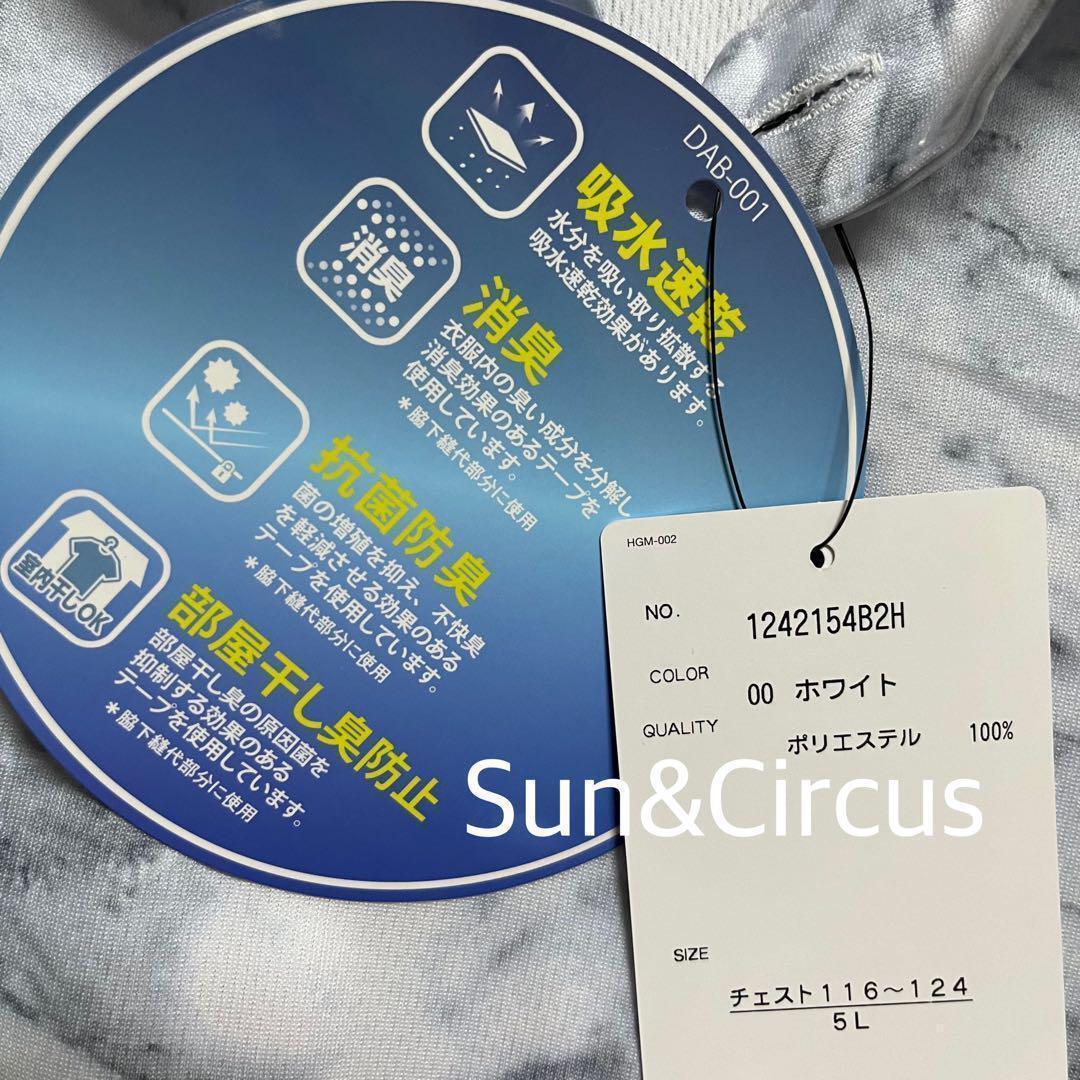 DAB-001
吸水速乾
水分を吸い取り拡散する
吸水速乾効果があります。
消臭
消臭
衣服内の臭い成分を分解し
消臭効果のあるテープを
使用しています。
*脇下縫代部分に使用
抗菌防臭
菌の増殖を抑え、不快臭
を軽減させる効果のある
テープを使用しています。
*脇下縫代部分に使用
室内干しOK
部屋干し臭防止
部屋干し臭の原因菌を
抑制する効果のある
テープを使用しています。
*脇下縫代部分に使用
HGM-002
NO. 1242154B2H
COLOR 00 ホワイト
QUALITY
ポリエステル 100%
Sun&Circus
SIZE
チェスト116~124
5L